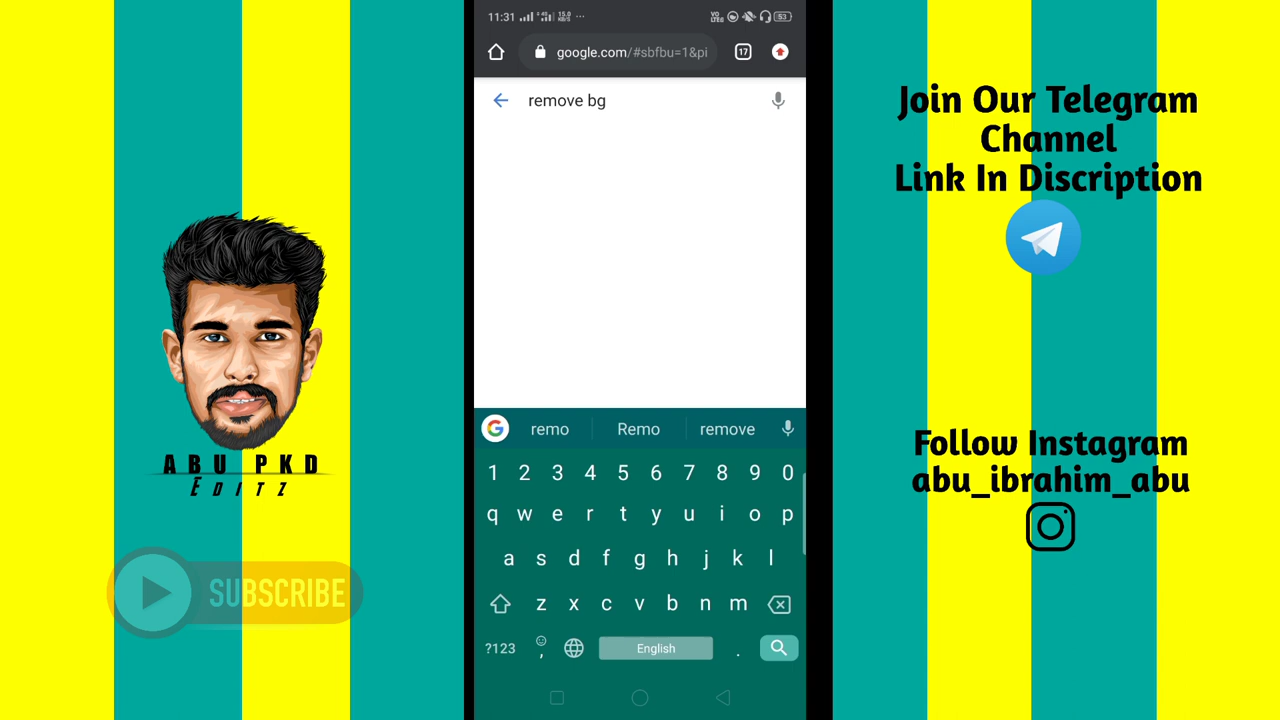 ABU PKD
EDITZ
SUBSCRIBE
11:31
google.com/#sbfbu=1&pi
17
53
remove bg
remo Remo remove
1 2 3 4 5 6 7 8 9 0
q w e r t y u i o p
a s d f g h j k l
z x c v b n m
?123 , English .
Join Our Telegram
Channel
Link In Discription
Follow Instagram
abu_ibrahim_abu